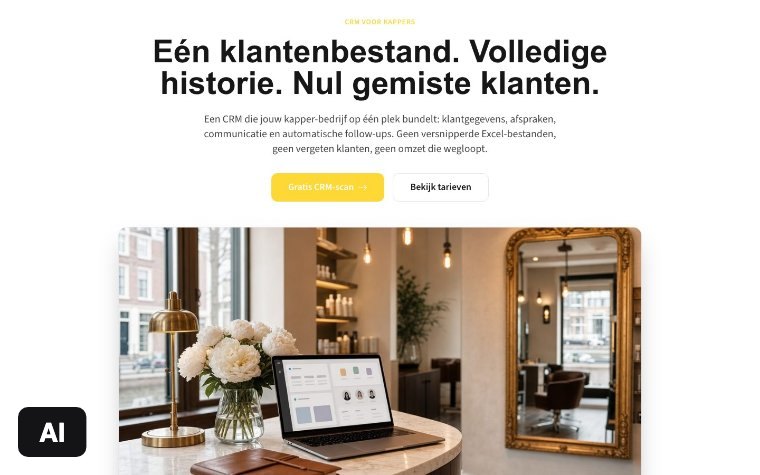 CRM VOOR KAPPERS
Eén klantenbestand. Volledige
historie. Nul gemiste klanten.
Een CRM die jouw kapper-bedrijf op één plek bundelt: klantgegevens, afspraken,
communicatie en automatische follow-ups. Geen versnipperde Excel-bestanden,
geen vergeten klanten, geen omzet die wegloopt.
Gratis CRM-scan →
Bekijk tarieven
AI